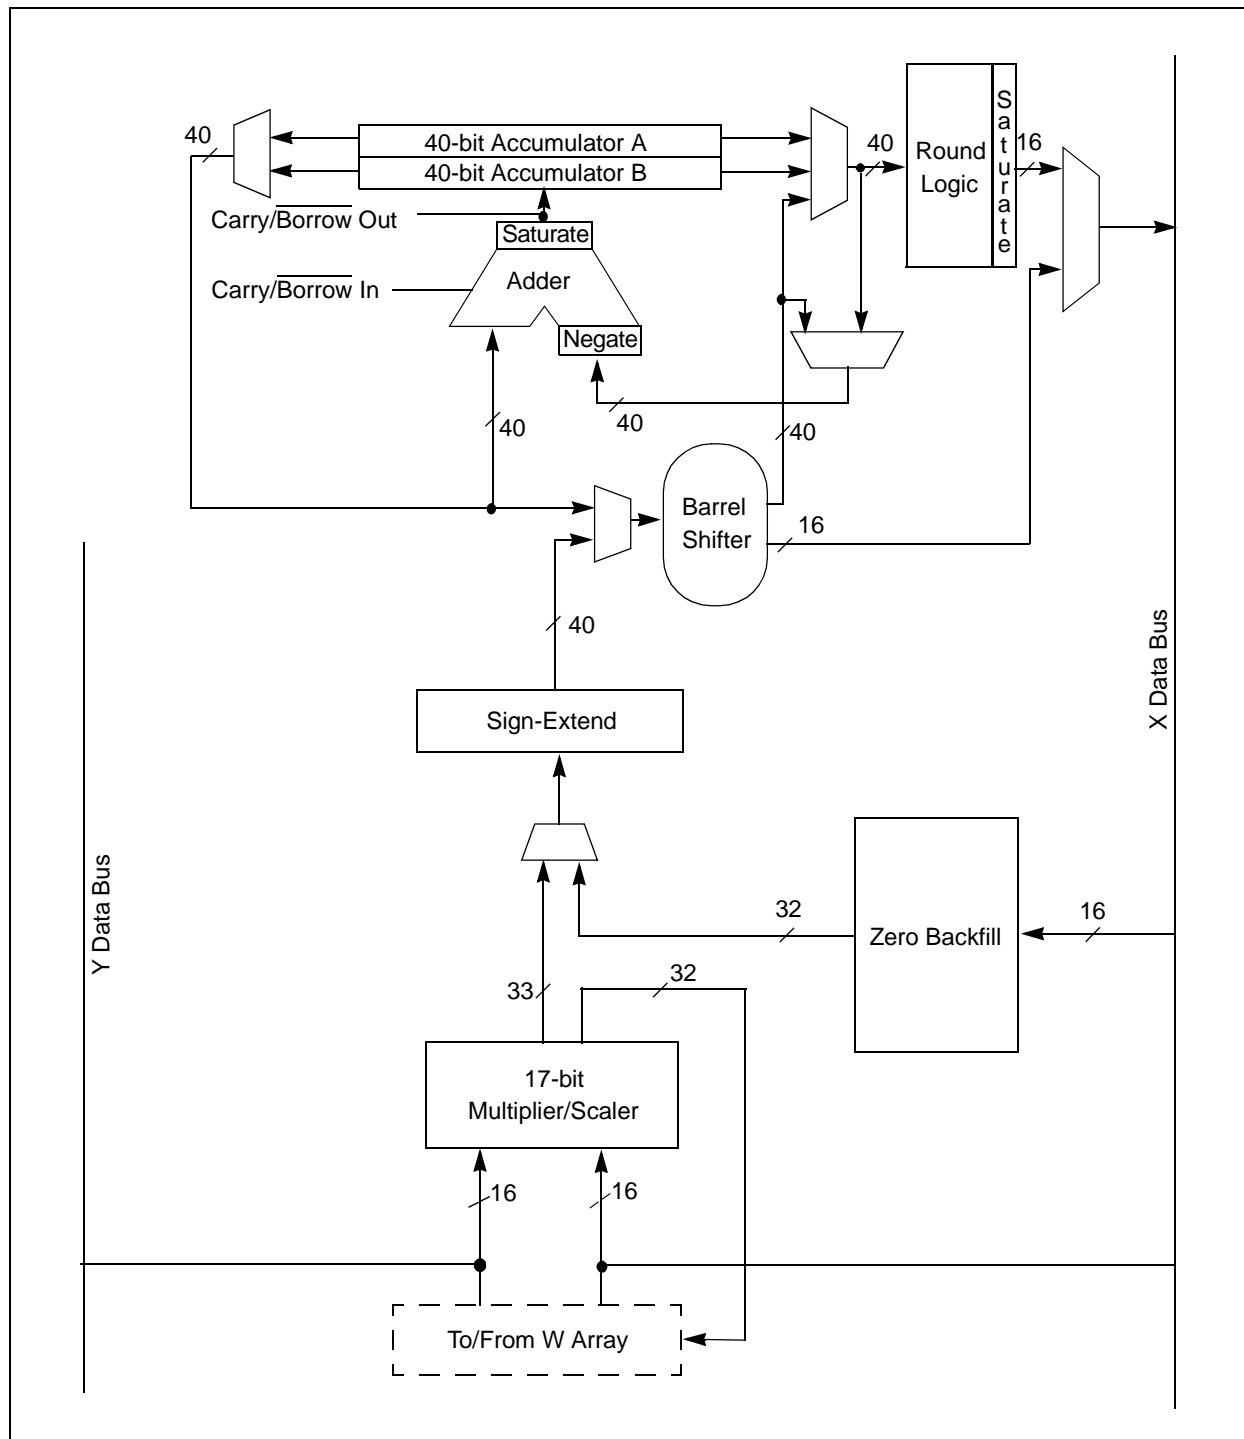 40
40-bit Accumulator A
40-bit Accumulator B
40
Round
Logic
Saturate
16
Carry/Borrow Out
Saturate
Carry/Borrow In
Adder
Negate
40
40
40
Barrel
Shifter
16
40
Sign-Extend
X Data Bus
Y Data Bus
32
Zero Backfill
16
33
32
17-bit
Multiplier/Scaler
16
16
To/From W Array